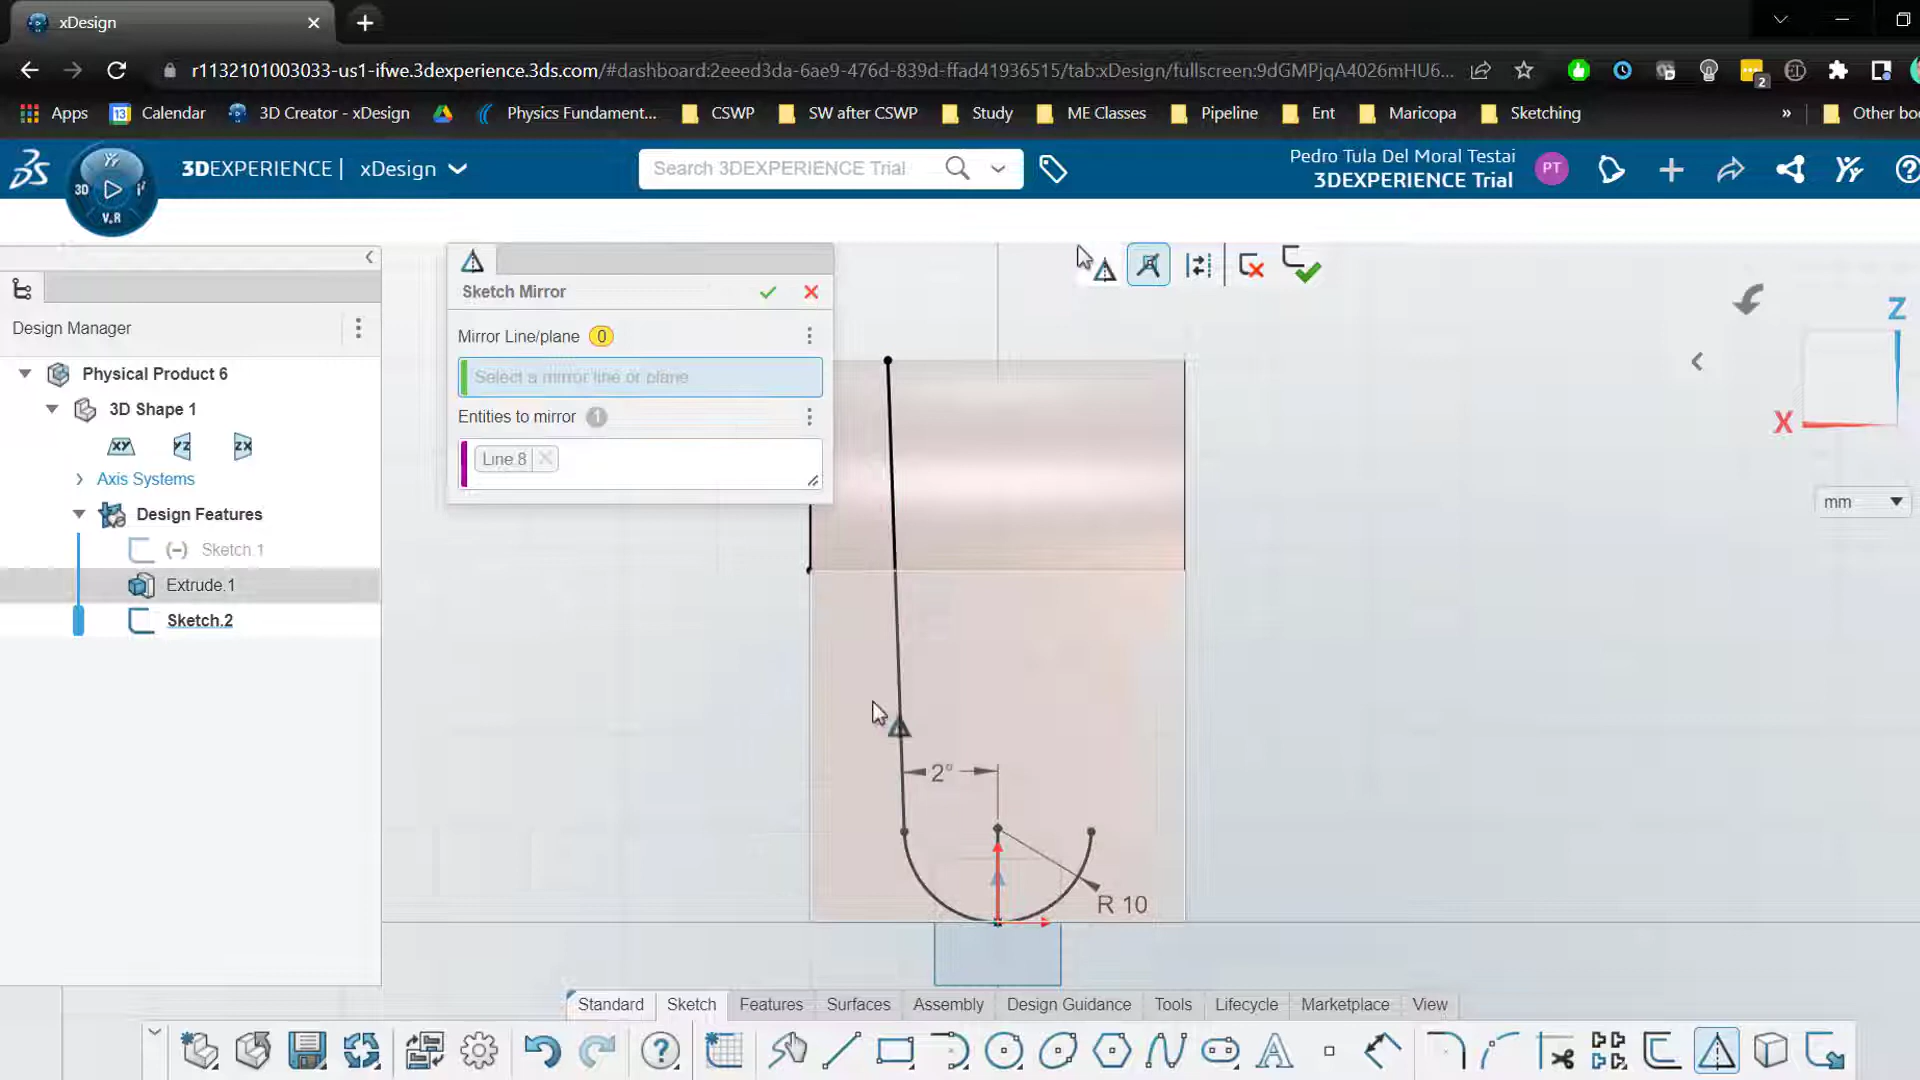 xDesign
r1132101003033-us1-ifwe.3dexperience.3ds.com/#dashboard:2eeed3da-6ae9-476d-839d-ffad41936515/tab:xDesign/fullscreen:9dGMPjqA4026mHU6...
2
Apps
13
Calendar
3D Creator - xDesign
Physics Fundament...
CSWP
SW after CSWP
Study
ME Classes
Pipeline
Ent
Maricopa
Sketching
»
Other boo
3D
V.R
3DEXPERIENCE | xDesign
Search 3DEXPERIENCE Trial
Pedro Tula Del Moral Testai
3DEXPERIENCE Trial
PT
Sketch Mirror
Mirror Line/plane 0
Select a mirror line or plane
Entities to mirror 1
Line 8
Design Manager
Physical Product 6
3D Shape 1
XY
YZ
ZX
Axis Systems
Design Features
(-) Sketch.1
Extrude.1
Sketch.2
Z
X
mm
2°
R 10
Standard
Sketch
Features
Surfaces
Assembly
Design Guidance
Tools
Lifecycle
Marketplace
View